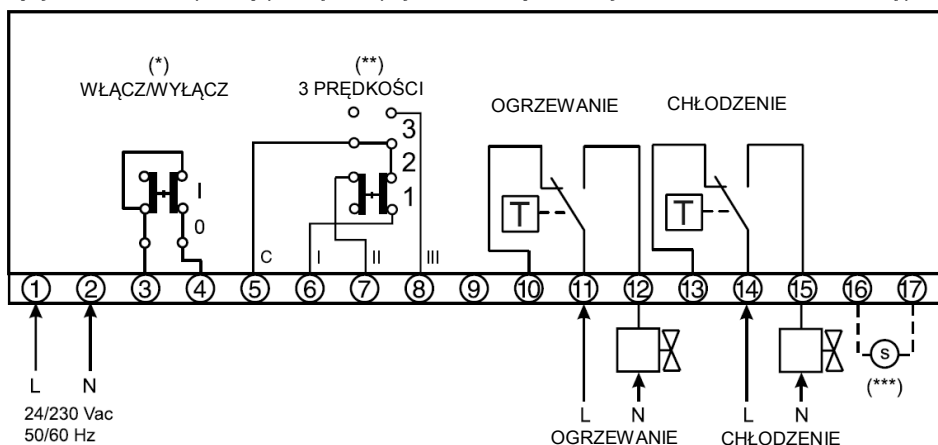 (*)
WŁĄCZ/WYŁĄCZ
(**)
3 PRĘDKOŚCI
OGRZEWANIE
CHŁODZENIE
3
2
1
I
0
T
T
C
I
II
III
1 2 3 4 5 6 7 8 9 10 11 12 13 14 15 16 17
S
(***)
L N
24/230 Vac
50/60 Hz
L N
OGRZEWANIE
L N
CHŁODZENIE